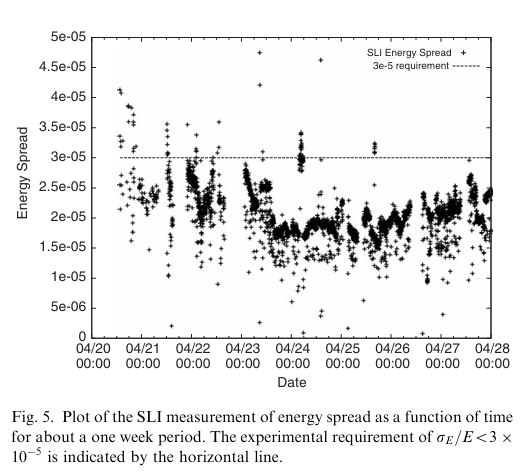 5e-05
4.5e-05
4e-05
3.5e-05
3e-05
2.5e-05
2e-05
1.5e-05
1e-05
5e-06
0
Energy Spread
SLI Energy Spread +
3e-5 requirement
04/20 04/21 04/22 04/23 04/24 04/25 04/26 04/27 04/28
00:00 00:00 00:00 00:00 00:00 00:00 00:00 00:00 00:00
Date
Fig. 5. Plot of the SLI measurement of energy spread as a function of time
for about a one week period. The experimental requirement of σ_E/E < 3 ×
10⁻⁵ is indicated by the horizontal line.